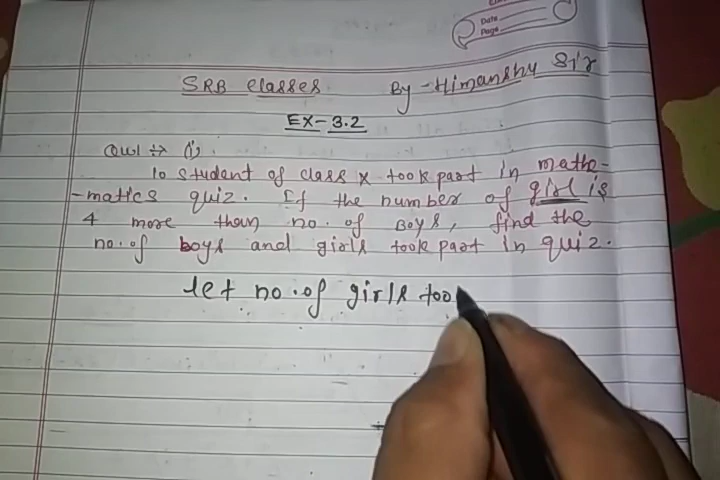 Date
Page
SRB Classes By - Himanshu Sir
EX - 3.2
Qu1 :→ (i).
10 student of class x took part in mathe-
-matics quiz. If the number of girl is
4 more than no. of Boys, find the
no. of boys and girls took part in quiz.
let no. of girls too